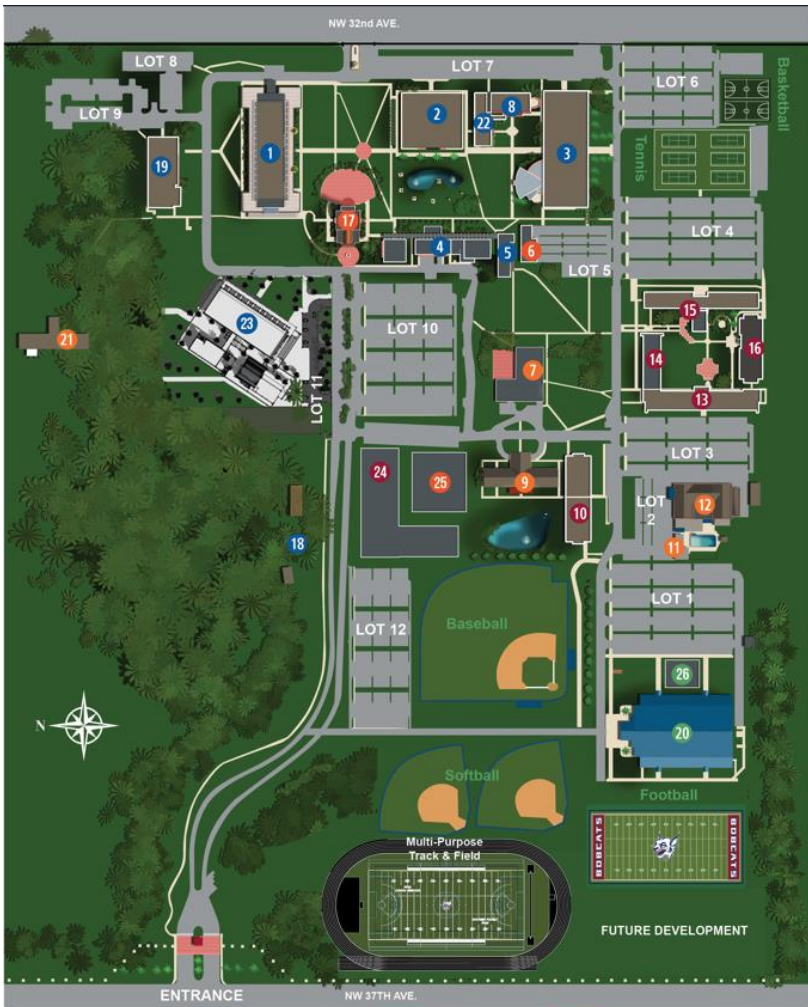 NW 32nd AVE.
LOT 8
LOT 7
LOT 6
Basketball
LOT 9
8
2
22
1
3
19
Tennis
17
LOT 4
4
5
6
LOT 5
23
LOT 10
15
21
16
14
7
LOT 11
13
24
25
9
LOT 3
LOT
2
12
10
18
11
LOT 1
LOT 12
Baseball
26
N
20
Softball
Football
Multi-Purpose
Track & Field
BOBCATS
BOBCATS
FUTURE DEVELOPMENT
ENTRANCE
NW 37TH AVE.